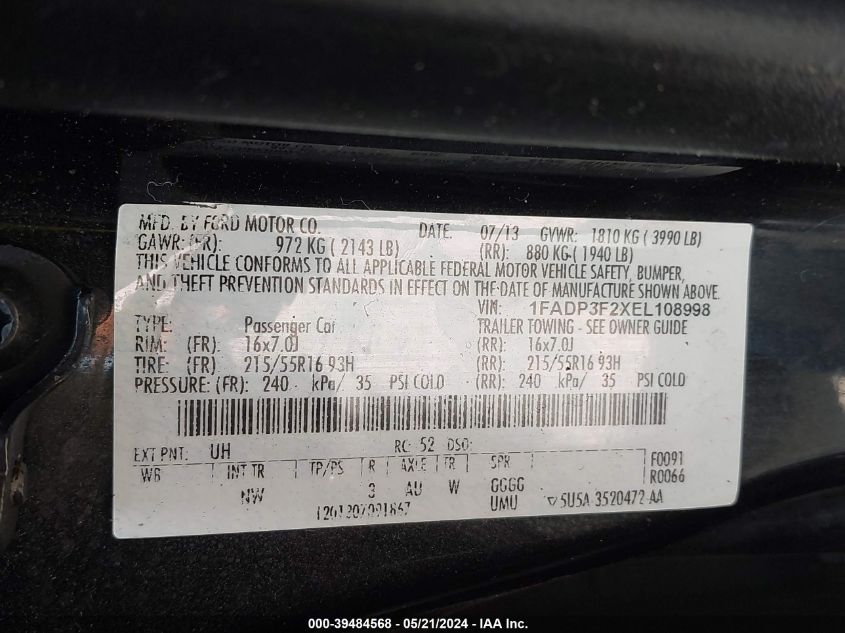 MFD. BY FORD MOTOR CO. DATE: 07/13 GVWR: 1810 KG ( 3990 LB)
GAWR: (FR): 972 KG ( 2143 LB) (RR): 880 KG ( 1940 LB)
THIS VEHICLE CONFORMS TO ALL APPLICABLE FEDERAL MOTOR VEHICLE SAFETY, BUMPER,
AND THEFT PREVENTION STANDARDS IN EFFECT ON THE DATE OF MANUFACTURE SHOWN ABOVE.
VIN: 1FADP3F2XEL108998
TYPE: Passenger Car TRAILER TOWING - SEE OWNER GUIDE
RIM: (FR) 16x7.0J (RR): 16x7.0J
TIRE: (FR) 215/55R16 93H (RR): 215/55R16 93H
PRESSURE: (FR): 240 kPa/ 35 PSI COLD (RR): 240 kPa/ 35 PSI COLD
EXT PNT: UH RC: 52 DSO:
WB INT TR TP/PS R AXLE TR SPR F0091
R0066
NW 3 AU W GGGG
UMU
5U5A 3520472 AA
000-39484568 — 05/21/2024 — IAA Inc.